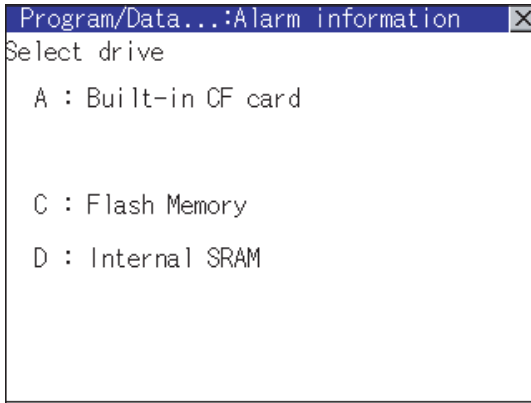 Program/Data...:Alarm information
Select drive
A : Built-in CF card
C : Flash Memory
D : Internal SRAM